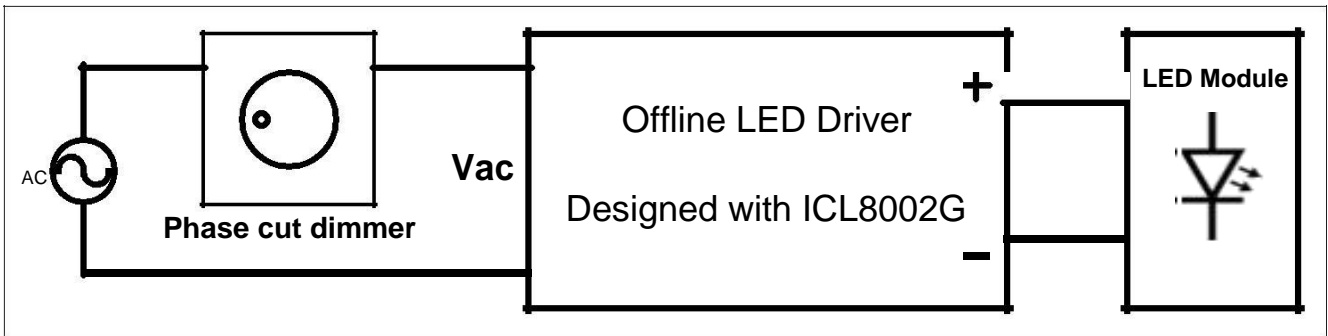 AC
Phase cut dimmer
Vac
Offline LED Driver
Designed with ICL8002G
+
-
LED Module